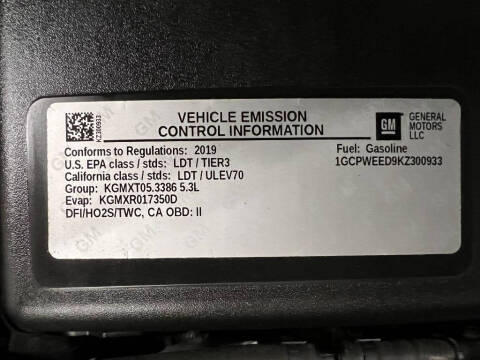 KZ300933
VEHICLE EMISSION
CONTROL INFORMATION
GM
GENERAL
MOTORS
LLC
Conforms to Regulations: 2019
U.S. EPA class / stds: LDT / TIER3
California class / stds: LDT / ULEV70
Group: KGMXT05.3386 5.3L
Evap: KGMXR017350D
DFI/HO2S/TWC, CA OBD: II
Fuel: Gasoline
1GCPWEED9KZ300933